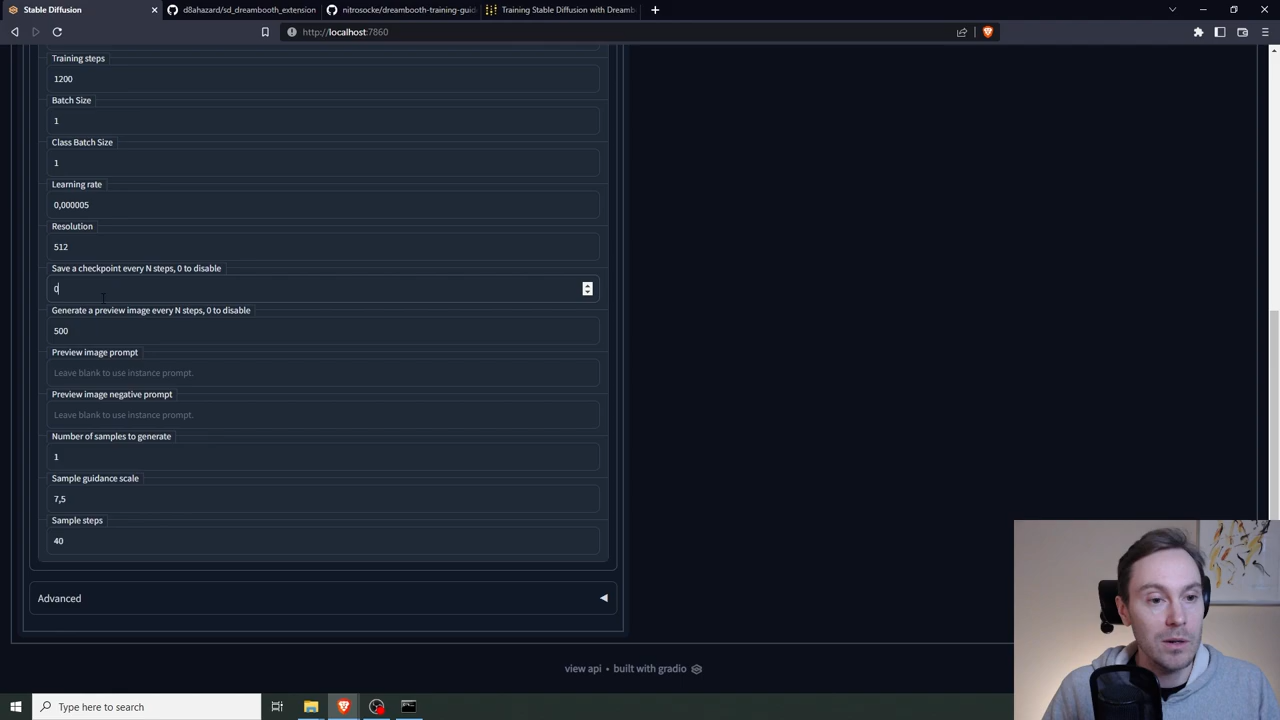 Stable Diffusion
d8ahazard/sd_dreambooth_extension
nitrosocke/dreambooth-training-guid
Training Stable Diffusion with Dreamb
http://localhost:7860
Training steps
1200
Batch Size
1
Class Batch Size
1
Learning rate
0,000005
Resolution
512
Save a checkpoint every N steps, 0 to disable
0
Generate a preview image every N steps, 0 to disable
500
Preview image prompt
Leave blank to use instance prompt.
Preview image negative prompt
Leave blank to use instance prompt.
Number of samples to generate
1
Sample guidance scale
7,5
Sample steps
40
Advanced
view api • built with gradio
Type here to search